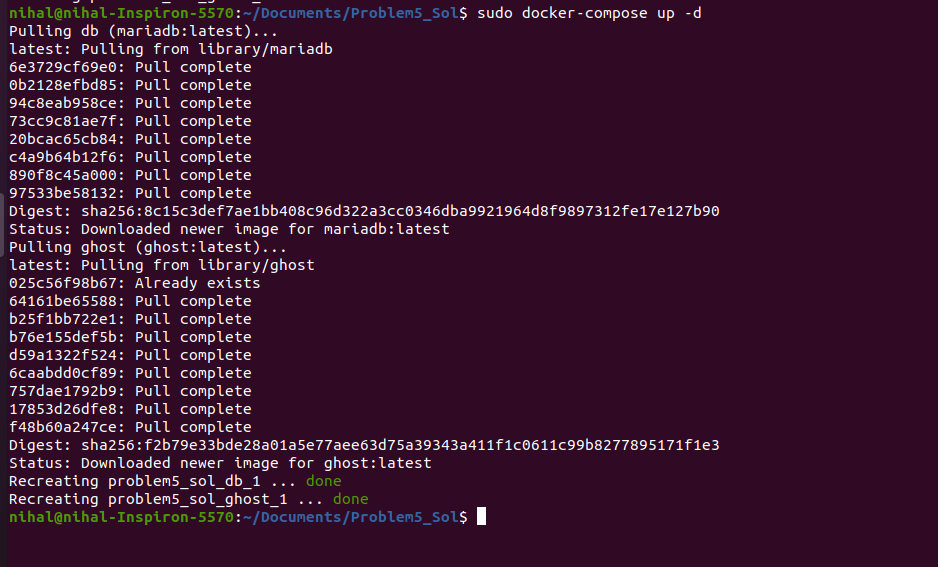 nihal@nihal-Inspiron-5570:~/Documents/Problem5_Sol$ sudo docker-compose up -d
Pulling db (mariadb:latest)...
latest: Pulling from library/mariadb
6e3729cf69e0: Pull complete
0b2128efbd85: Pull complete
94c8eab958ce: Pull complete
73cc9c81ae7f: Pull complete
20bcac65cb84: Pull complete
c4a9b64b12f6: Pull complete
890f8c45a000: Pull complete
97533be58132: Pull complete
Digest: sha256:8c15c3def7ae1bb408c96d322a3cc0346dba9921964d8f9897312fe17e127b90
Status: Downloaded newer image for mariadb:latest
Pulling ghost (ghost:latest)...
latest: Pulling from library/ghost
025c56f98b67: Already exists
64161be65588: Pull complete
b25f1bb722e1: Pull complete
b76e155def5b: Pull complete
d59a1322f524: Pull complete
6caabdd0cf89: Pull complete
757dae1792b9: Pull complete
17853d26dfe8: Pull complete
f48b60a247ce: Pull complete
Digest: sha256:f2b79e33bde28a01a5e77aee63d75a39343a411f1c0611c99b8277895171f1e3
Status: Downloaded newer image for ghost:latest
Recreating problem5_sol_db_1 ... done
Recreating problem5_sol_ghost_1 ... done
nihal@nihal-Inspiron-5570:~/Documents/Problem5_Sol$